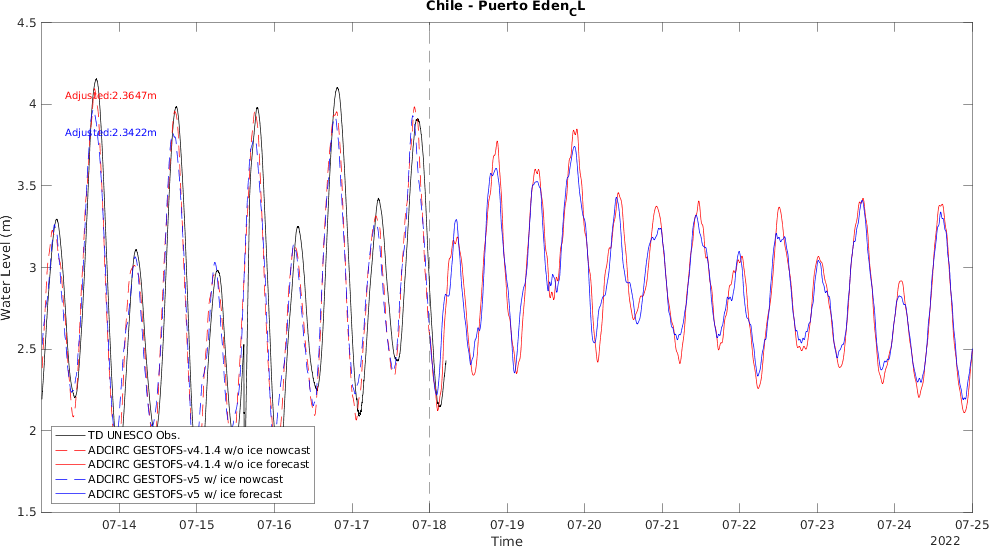 Chile - Puerto Eden_CL
4.5
4
3.5
3
2.5
2
1.5
Water Level (m)
Adjusted:2.3647m
Adjusted:2.3422m
TD UNESCO Obs.
ADCIRC GESTOFS-v4.1.4 w/o ice nowcast
ADCIRC GESTOFS-v4.1.4 w/o ice forecast
ADCIRC GESTOFS-v5 w/ ice nowcast
ADCIRC GESTOFS-v5 w/ ice forecast
07-14 07-15 07-16 07-17 07-18 07-19 07-20 07-21 07-22 07-23 07-24 07-25
Time
2022